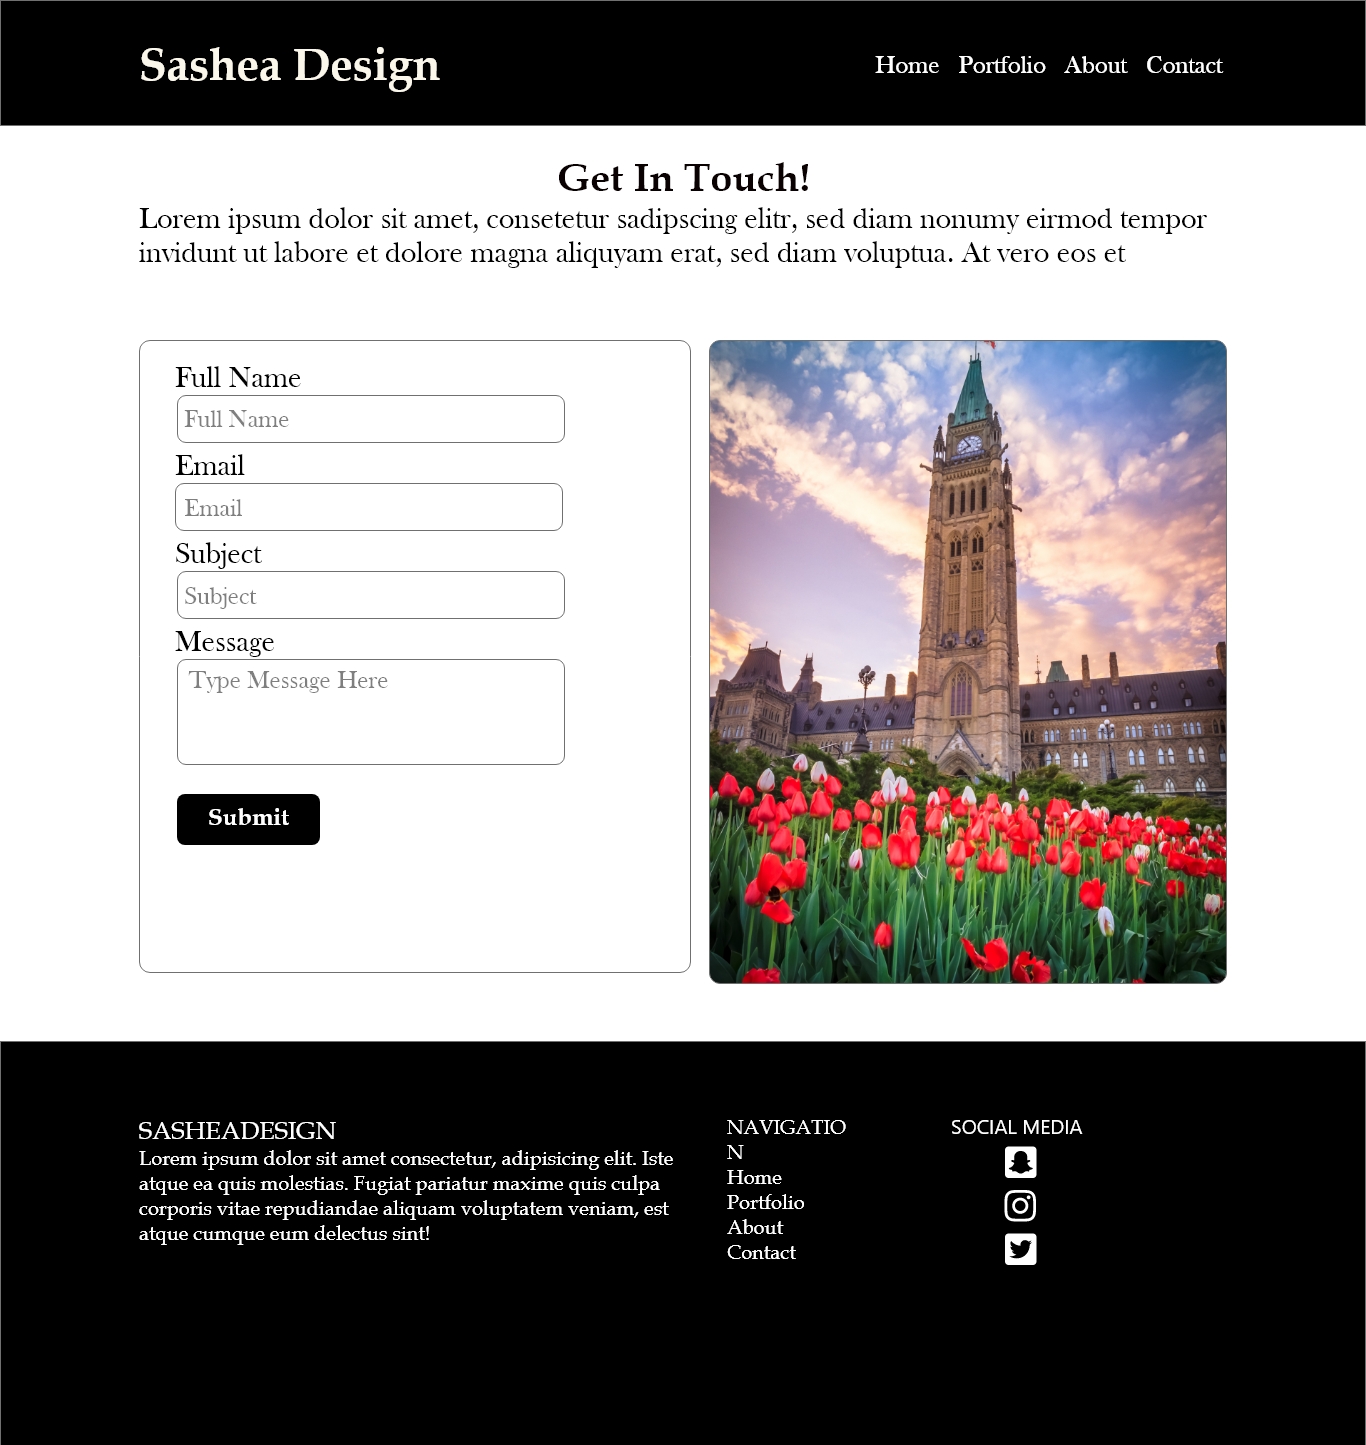 Sashea Design
Home Portfolio About Contact
Get In Touch!
Lorem ipsum dolor sit amet, consetetur sadipscing elitr, sed diam nonumy eirmod tempor
invidunt ut labore et dolore magna aliquyam erat, sed diam voluptua. At vero eos et
Full Name
Full Name
Email
Email
Subject
Subject
Message
Type Message Here
Submit
SASHEADESIGN
Lorem ipsum dolor sit amet consectetur, adipisicing elit. Iste
atque ea quis molestias. Fugiat pariatur maxime quis culpa
corporis vitae repudiandae aliquam voluptatem veniam, est
atque cumque eum delectus sint!
NAVIGATIO
N
Home
Portfolio
About
Contact
SOCIAL MEDIA